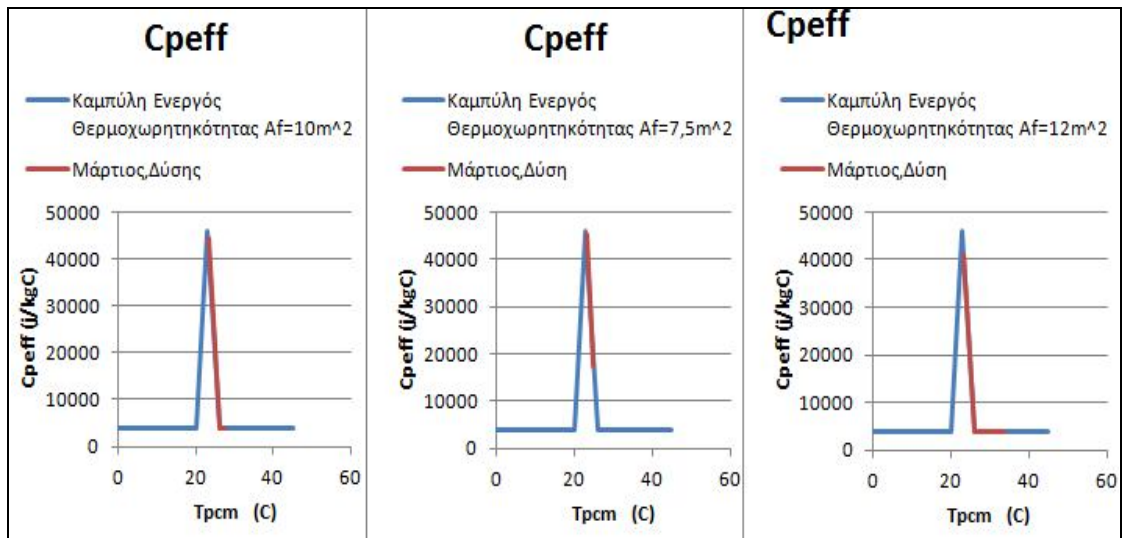 Cpeff
Καμπύλη Ενεργός
Θερμοχωρητηκότητας Af=10m^2
Μάρτιος,Δύσης
50000
40000
30000
20000
10000
0
0 20 40 60
Cpeff (j/kgC)
Tpcm (C)
Cpeff
Καμπύλη Ενεργός
Θερμοχωρητηκότητας Af=7,5m^2
Μάρτιος,Δύση
50000
40000
30000
20000
10000
0
0 20 40 60
Cpeff (j/kgC)
Tpcm (C)
Cpeff
Καμπύλη Ενεργός
Θερμοχωρητηκότητας Af=12m^2
Μάρτιος,Δύση
50000
40000
30000
20000
10000
0
0 20 40 60
Cpeff (j/kgC)
Tpcm (C)